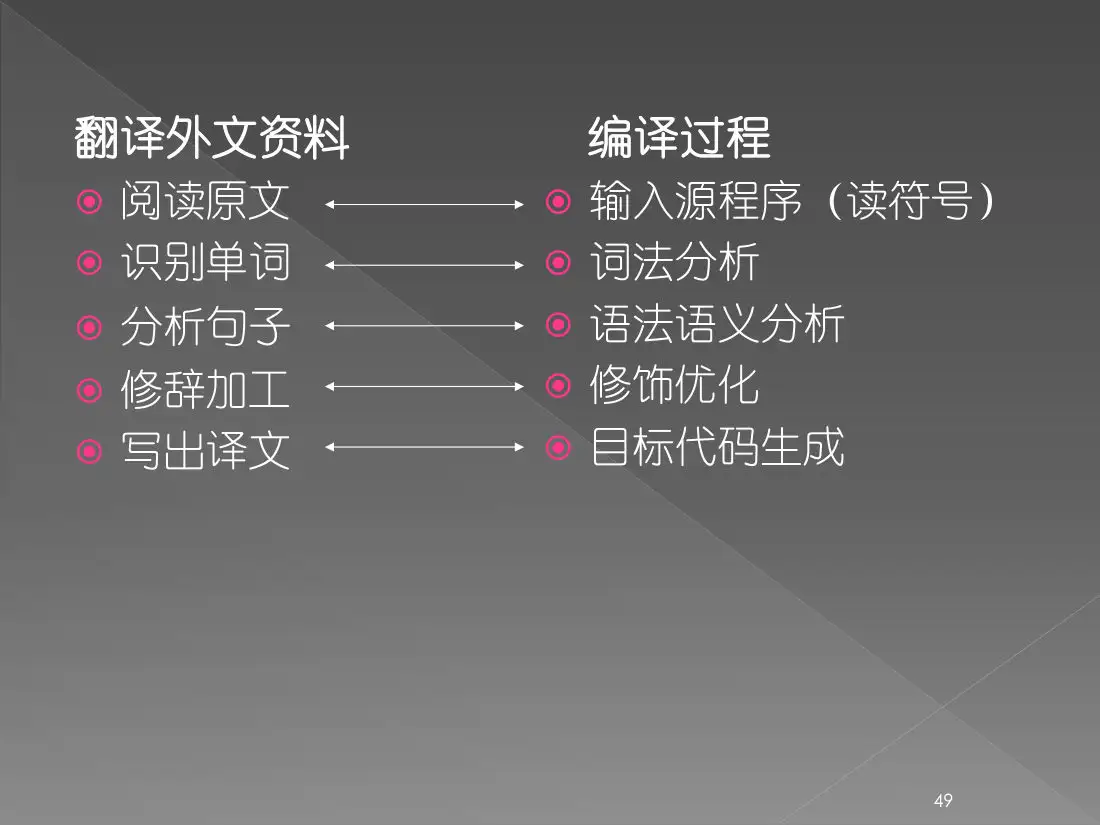 翻译外文资料 编译过程
阅读原文 输入源程序（读符号）
识别单词 词法分析
分析句子 语法语义分析
修辞加工 修饰优化
写出译文 目标代码生成
49